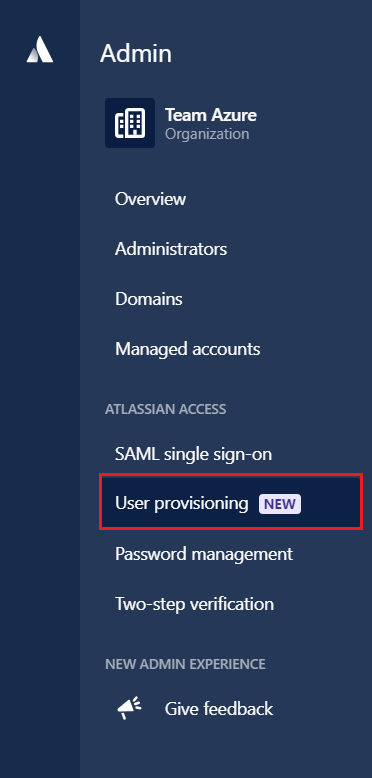 Admin
Team Azure
Organization
Overview
Administrators
Domains
Managed accounts
ATLASSIAN ACCESS
SAML single sign-on
User provisioning NEW
Password management
Two-step verification
NEW ADMIN EXPERIENCE
Give feedback